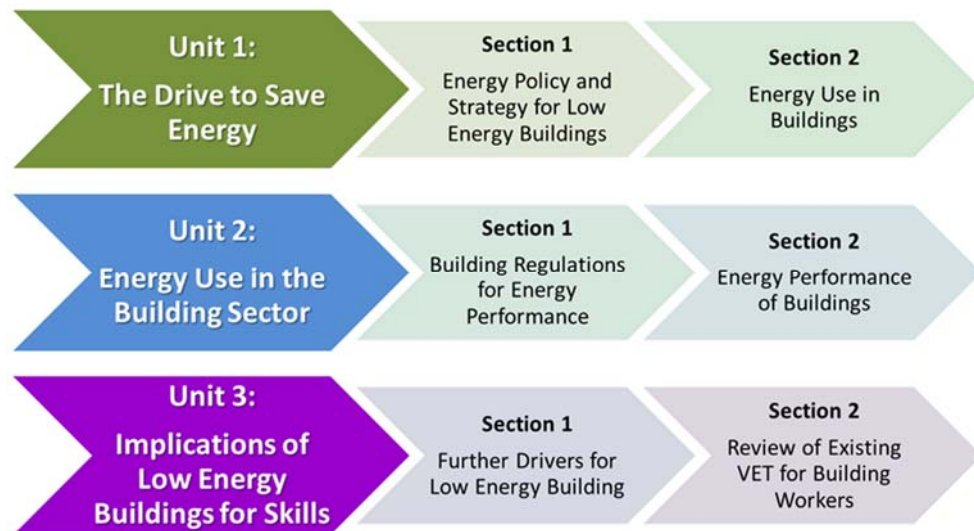 Unit 1:
The Drive to Save
Energy
Section 1
Energy Policy and
Strategy for Low
Energy Buildings
Section 2
Energy Use in
Buildings
Unit 2:
Energy Use in the
Building Sector
Section 1
Building Regulations
for Energy
Performance
Section 2
Energy Performance
of Buildings
Unit 3:
Implications of
Low Energy
Buildings for Skills
Section 1
Further Drivers for
Low Energy Building
Section 2
Review of Existing
VET for Building
Workers